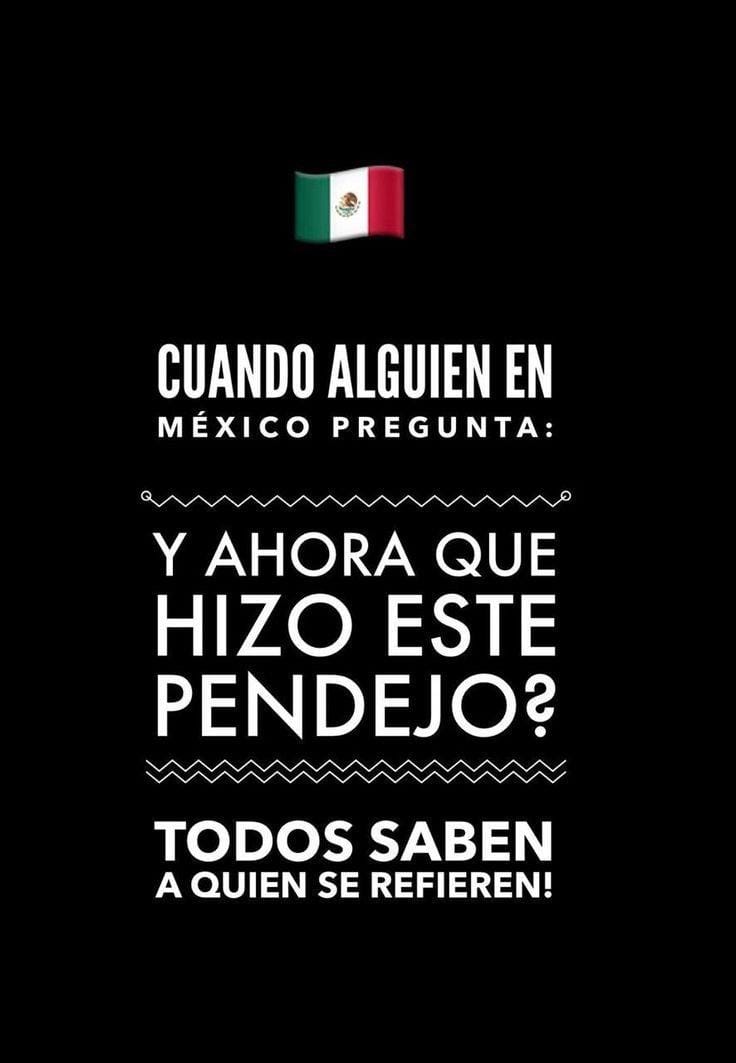 CUANDO ALGUIEN EN
MÉXICO PREGUNTA:
Y AHORA QUE
HIZO ESTE
PENDEJO?
TODOS SABEN
A QUIEN SE REFIEREN!